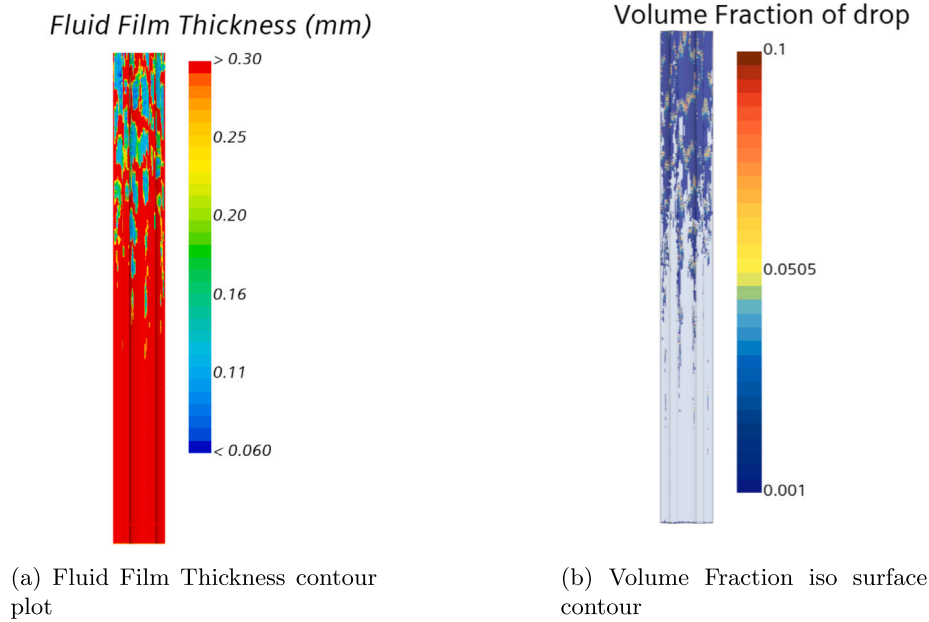 Fluid Film Thickness (mm)
> 0.30
0.25
0.20
0.16
0.11
< 0.060
(a) Fluid Film Thickness contour
plot
Volume Fraction of drop
0.1
0.0505
0.001
(b) Volume Fraction iso surface
contour